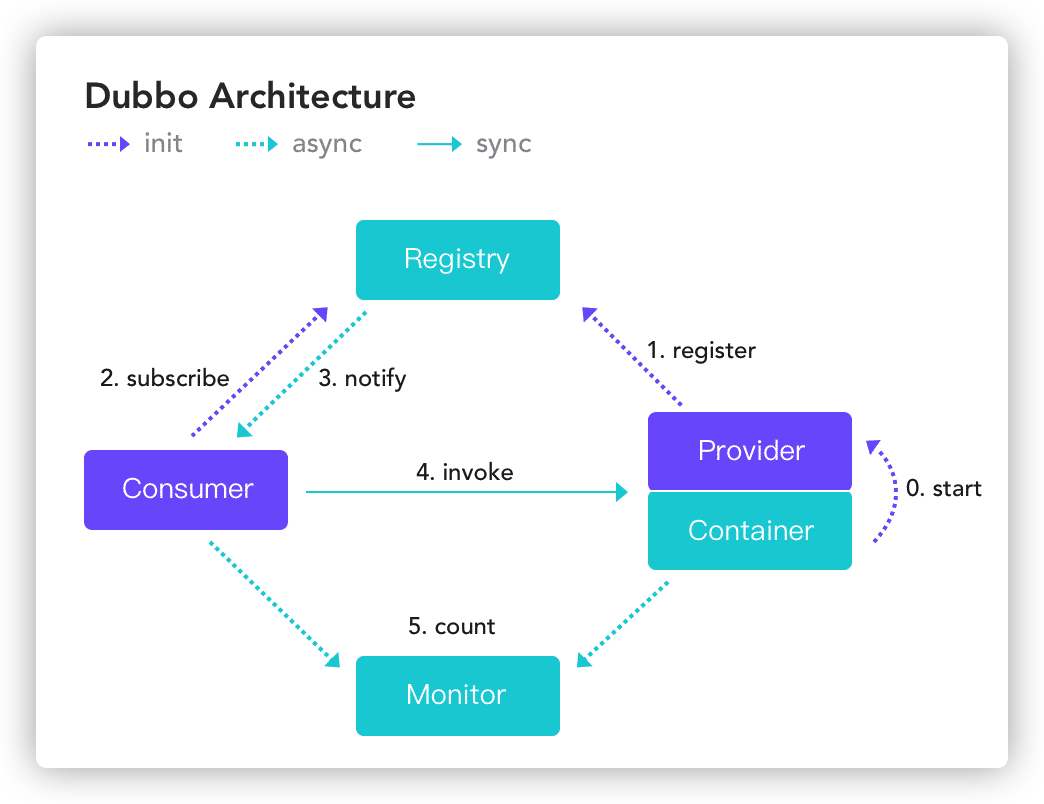 Dubbo Architecture
init async sync
Registry
1. register
2. subscribe
3. notify
Provider
4. invoke
Consumer
0. start
Container
5. count
Monitor